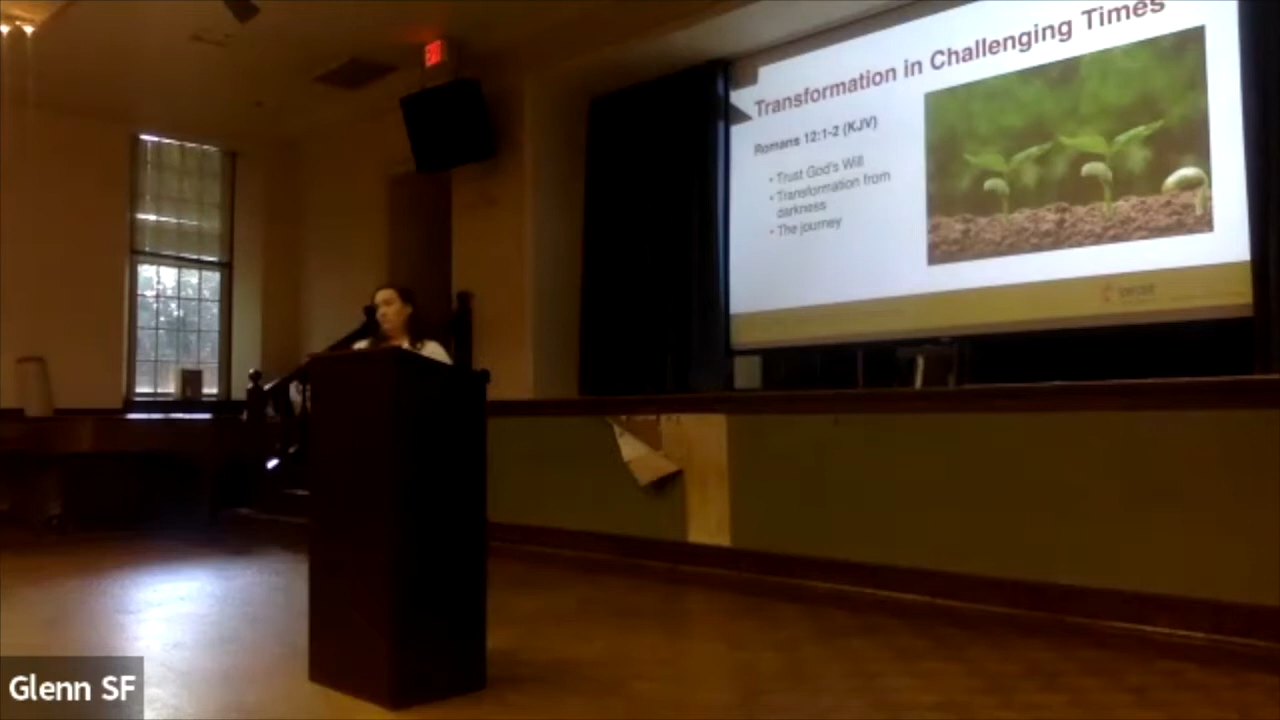 EXIT
Transformation in Challenging Times
Romans 12:1-2 (KJV)
• Trust God's Will
• Transformation from
darkness
• The journey
Glenn SF